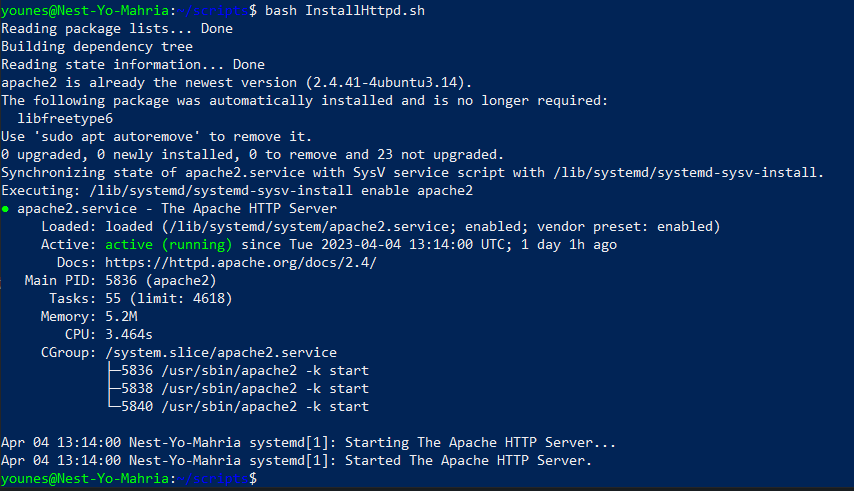 younes@Nest-Yo-Mahria:~/scripts$ bash InstallHttpd.sh
Reading package lists... Done
Building dependency tree
Reading state information... Done
apache2 is already the newest version (2.4.41-4ubuntu3.14).
The following package was automatically installed and is no longer required:
  libfreetype6
Use 'sudo apt autoremove' to remove it.
0 upgraded, 0 newly installed, 0 to remove and 23 not upgraded.
Synchronizing state of apache2.service with SysV service script with /lib/systemd/systemd-sysv-install.
Executing: /lib/systemd/systemd-sysv-install enable apache2
● apache2.service - The Apache HTTP Server
     Loaded: loaded (/lib/systemd/system/apache2.service; enabled; vendor preset: enabled)
     Active: active (running) since Tue 2023-04-04 13:14:00 UTC; 1 day 1h ago
       Docs: https://httpd.apache.org/docs/2.4/
   Main PID: 5836 (apache2)
      Tasks: 55 (limit: 4618)
     Memory: 5.2M
        CPU: 3.464s
     CGroup: /system.slice/apache2.service
             ├─5836 /usr/sbin/apache2 -k start
             ├─5838 /usr/sbin/apache2 -k start
             └─5840 /usr/sbin/apache2 -k start
Apr 04 13:14:00 Nest-Yo-Mahria systemd[1]: Starting The Apache HTTP Server...
Apr 04 13:14:00 Nest-Yo-Mahria systemd[1]: Started The Apache HTTP Server.
younes@Nest-Yo-Mahria:~/scripts$